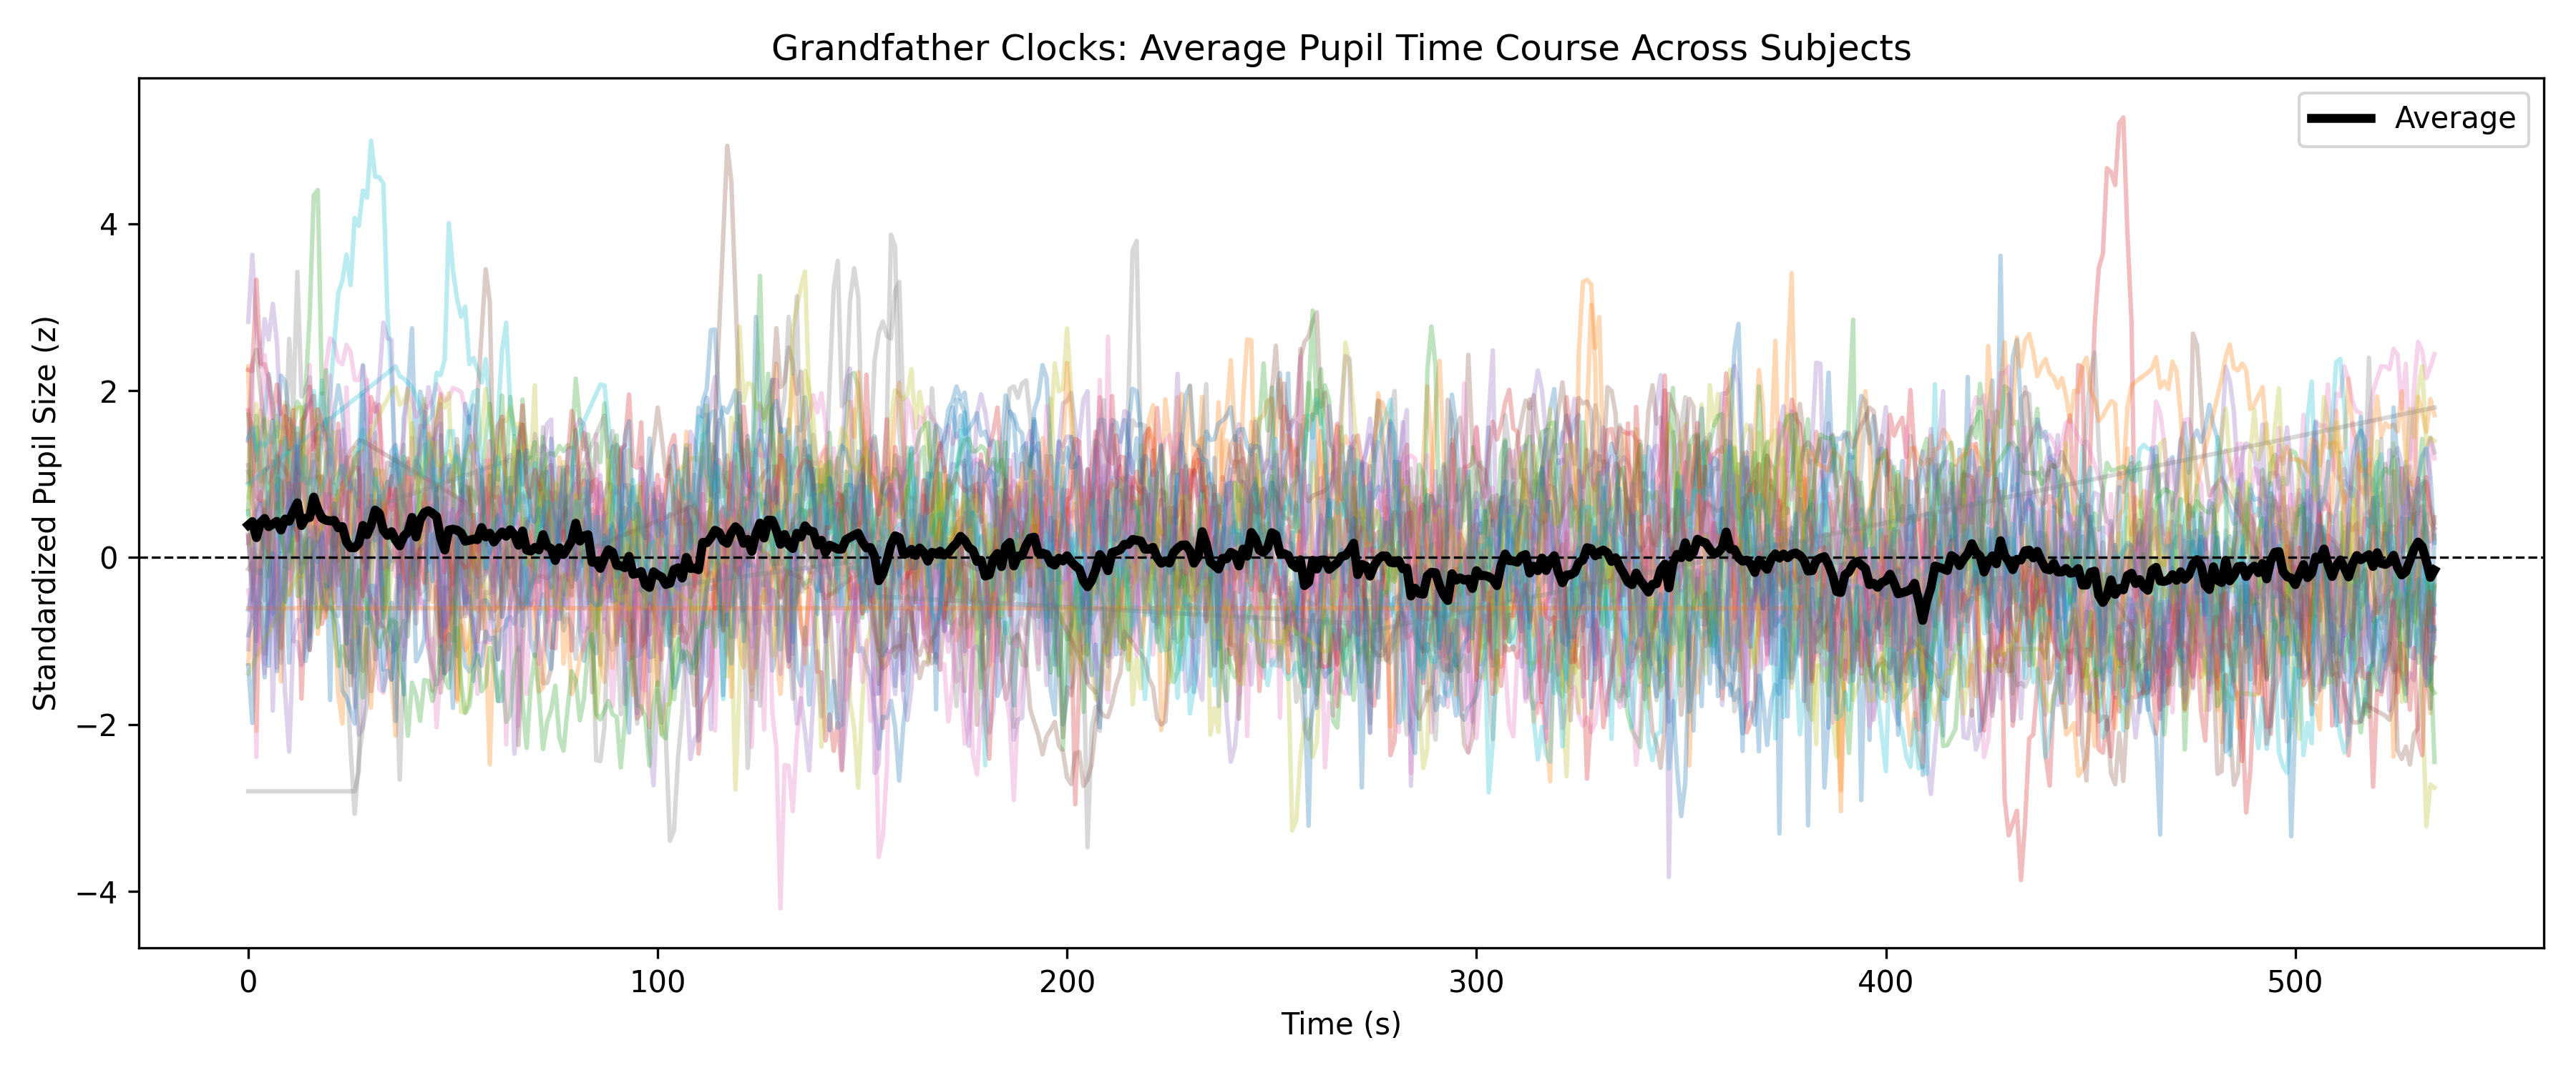 Grandfather Clocks: Average Pupil Time Course Across Subjects
Average
Standardized Pupil Size (z)
4
2
0
−2
−4
0
100
200
300
400
500
Time (s)